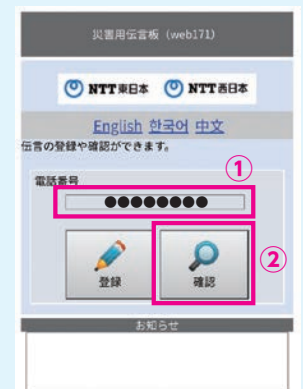 災害用伝言板 (web171)
NTT東日本 NTT西日本
English 한국어 中文
伝言の登録や確認ができます。
①
電話番号
●●●●●●●●
②
登録 確認
お知らせ